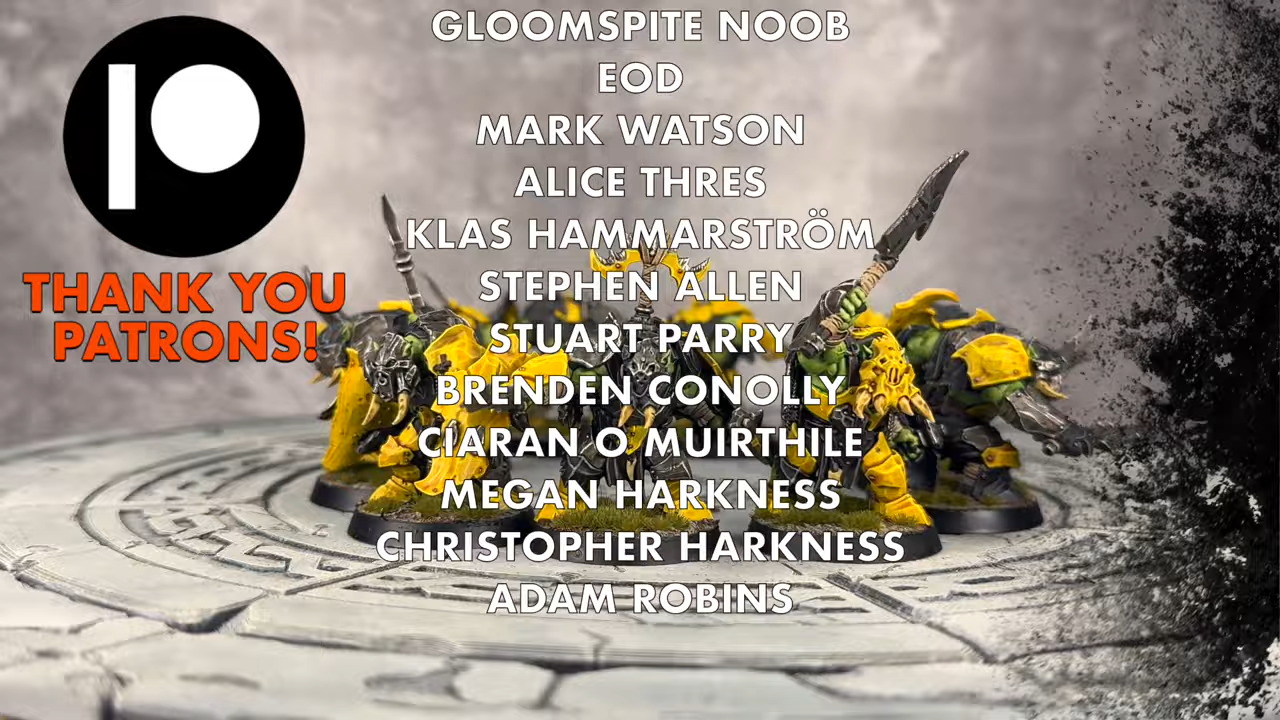 GLOOMSPITE NOOB
EOD
MARK WATSON
ALICE THRES
KLAS HAMMARSTRÖM
STEPHEN ALLEN
STUART PARRY
BRENDEN CONOLLY
CIARAN O MUIRTHILE
MEGAN HARKNESS
CHRISTOPHER HARKNESS
ADAM ROBINS
THANK YOU
PATRONS!